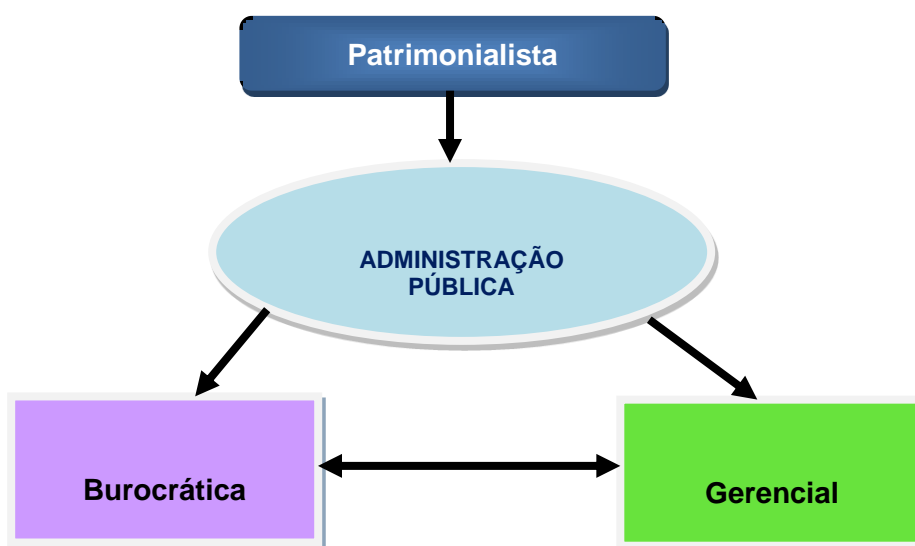 Patrimonialista
ADMINISTRAÇÃO
PÚBLICA
Burocrática
Gerencial